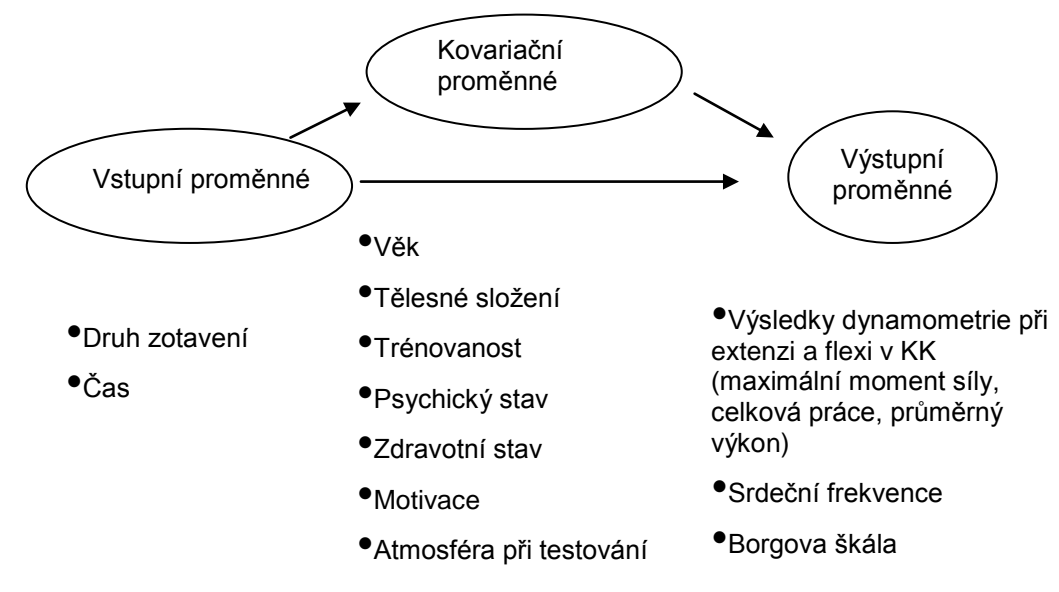 Kovariační
proměnné
Vstupní proměnné
Výstupní
proměnné
•Druh zotavení
•Čas
•Věk
•Tělesné složení
•Trénovanost
•Psychický stav
•Zdravotní stav
•Motivace
•Atmosféra při testování
•Výsledky dynamometrie při
extenzi a flexi v KK
(maximální moment síly,
celková práce, průměrný
výkon)
•Srdeční frekvence
•Borgova škála